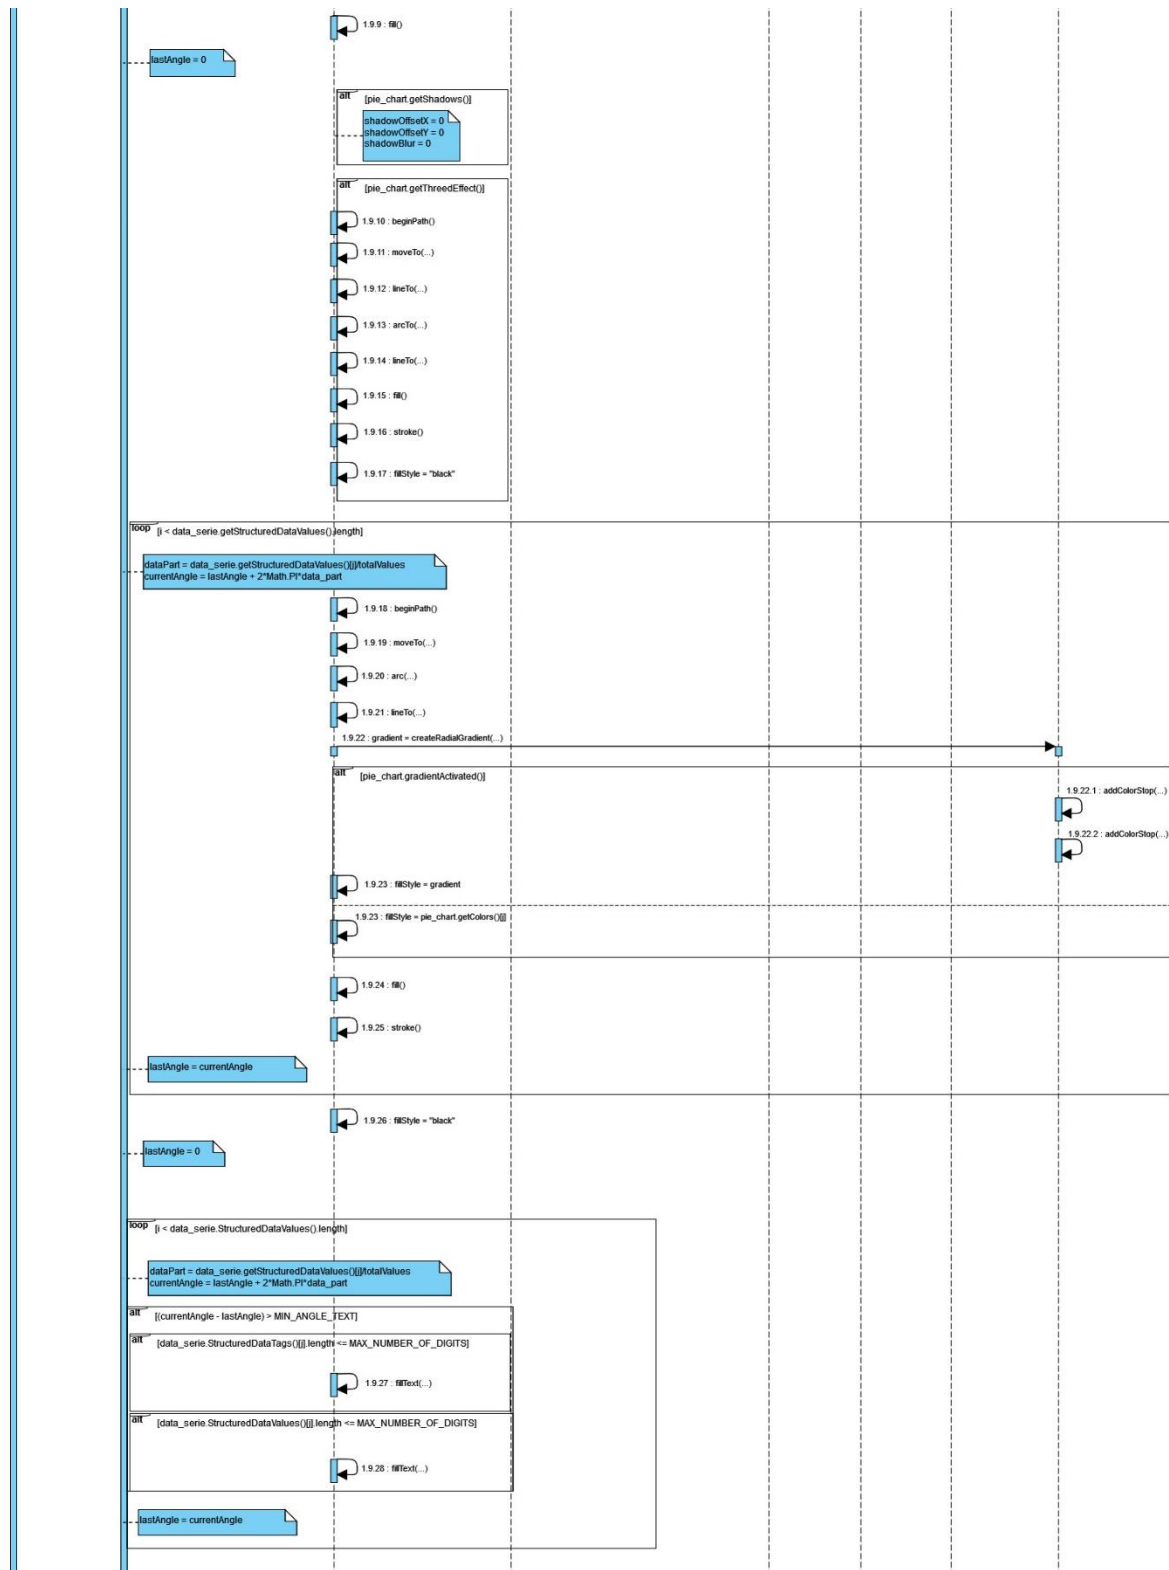 1.9.9 : fill()
lastAngle = 0
alt [pie_chart.getShadows()]
shadowOffsetX = 0
shadowOffsetY = 0
shadowBlur = 0
alt [pie_chart.getThreedEffect()]
1.9.10 : beginPath()
1.9.11 : moveTo(...)
1.9.12 : lineTo(...)
1.9.13 : arcTo(...)
1.9.14 : lineTo(...)
1.9.15 : fill()
1.9.16 : stroke()
1.9.17 : fillStyle = "black"
loop [i < data_serie.getStructuredDataValues().length]
dataPart = data_serie.getStructuredDataValues()[j]/totalValues
currentAngle = lastAngle + 2*Math.PI*data_part
1.9.18 : beginPath()
1.9.19 : moveTo(...)
1.9.20 : arc(...)
1.9.21 : lineTo(...)
1.9.22 : gradient = createRadialGradient(...)
alt [pie_chart.gradientActivated()]
1.9.22.1 : addColorStop(...)
1.9.22.2 : addColorStop(...)
1.9.23 : fillStyle = gradient
1.9.23 : fillStyle = pie_chart.getColors()[j]
1.9.24 : fill()
1.9.25 : stroke()
lastAngle = currentAngle
1.9.26 : fillStyle = "black"
lastAngle = 0
loop [i < data_serie.StructuredDataValues().length]
dataPart = data_serie.getStructuredDataValues()[j]/totalValues
currentAngle = lastAngle + 2*Math.PI*data_part
alt [(currentAngle - lastAngle) > MIN_ANGLE_TEXT]
alt [data_serie.StructuredDataTags()[j].length <= MAX_NUMBER_OF_DIGITS]
1.9.27 : fillText(...)
alt [data_serie.StructuredDataValues()[j].length <= MAX_NUMBER_OF_DIGITS]
1.9.28 : fillText(...)
lastAngle = currentAngle